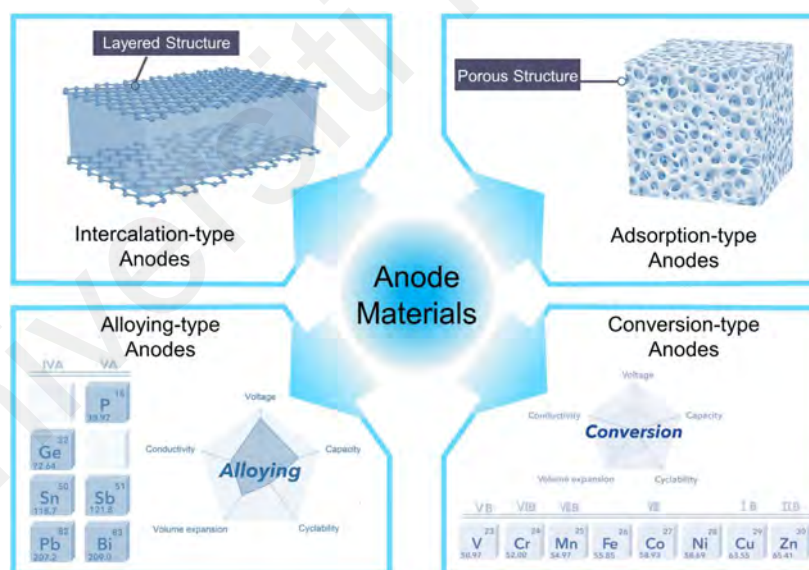 Layered Structure
Intercalation-type
Anodes
Porous Structure
Adsorption-type
Anodes
Anode
Materials
Alloying-type
Anodes
IVA VA
15
P
30.97
Ge
72.64
50
Sn
118.7
51
Sb
121.8
82
Pb
207.2
83
Bi
209.0
Voltage
Conductivity
Capacity
Alloying
Volume expansion
Cyclability
Conversion-type
Anodes
Voltage
Conductivity
Capacity
Conversion
Volume expansion
Cyclability
VB VIB VIIB VIII IB IIB
23
V
50.97
24
Cr
52.00
25
Mn
54.97
26
Fe
55.85
27
Co
58.93
28
Ni
58.69
29
Cu
63.55
30
Zn
65.41